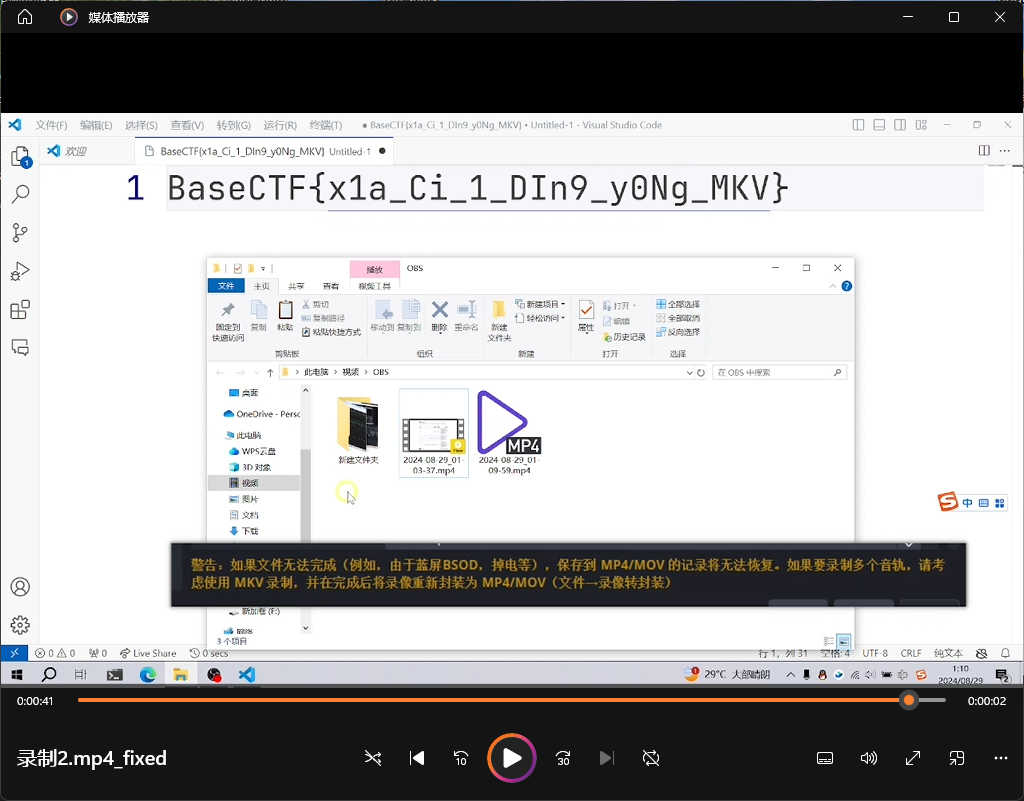 媒体播放器
文件(F) 编辑(E) 选择(S) 查看(V) 转到(G) 运行(R) 终端(T) ● BaseCTF{x1a_Ci_1_DIn9_y0Ng_MKV} • Untitled-1 - Visual Studio Code
欢迎 BaseCTF{x1a_Ci_1_DIn9_y0Ng_MKV} Untitled-1 ●
1
1 BaseCTF{x1a_Ci_1_DIn9_y0Ng_MKV}
播放 OBS
文件 主页 共享 查看 视频工具
固定到快速访问
复制
粘贴
剪切
复制路径
粘贴快捷方式
剪贴板
移动到 复制到 删除 重命名
组织
新建文件夹
新建项目
轻松访问
新建
属性
打开
编辑
历史记录
打开
全部选择
全部取消
反向选择
选择
此电脑 > 视频 > OBS
在 OBS 中搜索
桌面
OneDrive - Perso
此电脑
WPS云盘
3D 对象
视频
图片
文档
下载
新建文件夹
2024-08-29_01-
03-37.mp4
MP4
2024-08-29_01-
09-59.mp4
中
警告：如果文件无法完成（例如，由于蓝屏BSOD，掉电等），保存到 MP4/MOV 的记录将无法恢复。如果要录制多个音轨，请考
虑使用 MKV 录制，并在完成后将录像重新封装为 MP4/MOV（文件→录像转封装）
新加卷 (F:)
网络
3 个项目
0 0 0 Live Share 0 secs 行 1，列 31 空格: 4 UTF-8 CRLF 纯文本
29°C 大部晴朗 中 1:10
2024/08/29 2
0:00:41 0:00:02
录制2.mp4_fixed
10 30